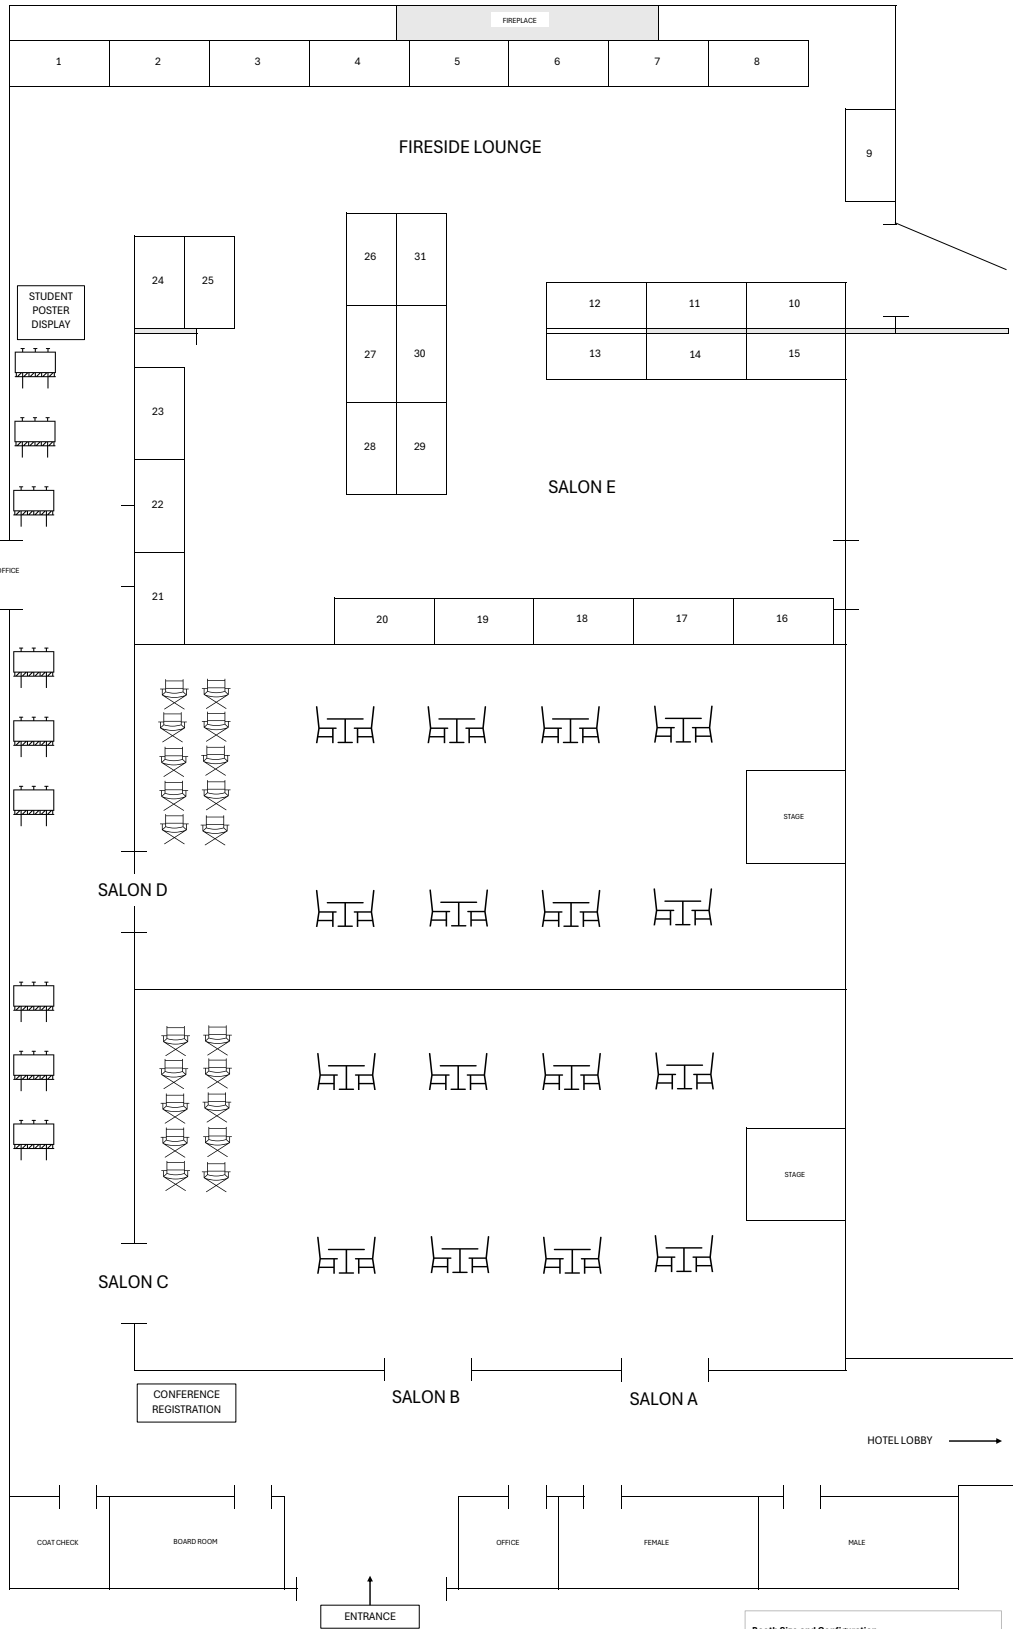 FIREPLACE
1 2 3 4 5 6 7 8
FIRESIDE LOUNGE
9
26 31
24 25
STUDENT
POSTER
DISPLAY
12 11 10
27 30
13 14 15
23
28 29
SALON E
22
21
20 19 18 17 16
STAGE
SALON D
STAGE
SALON C
CONFERENCE
REGISTRATION
SALON B
SALON A
HOTEL LOBBY
COAT CHECK
BOARD ROOM
OFFICE
FEMALE
MALE
ENTRANCE